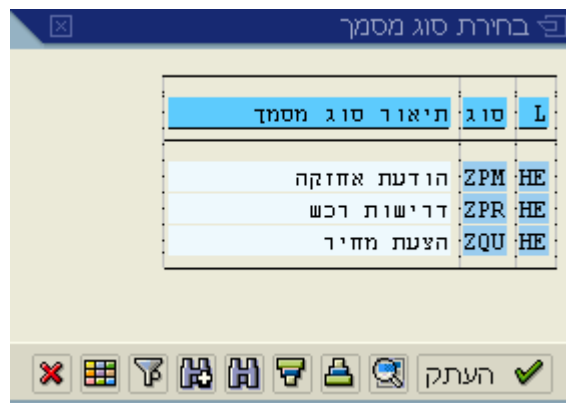 בחירת סוג מסמך
L סוג תיאור סוג מסמך
HE ZPM הודעת אחזקה
HE ZPR דרישות רכש
HE ZQU הצעת מחיר
העתק